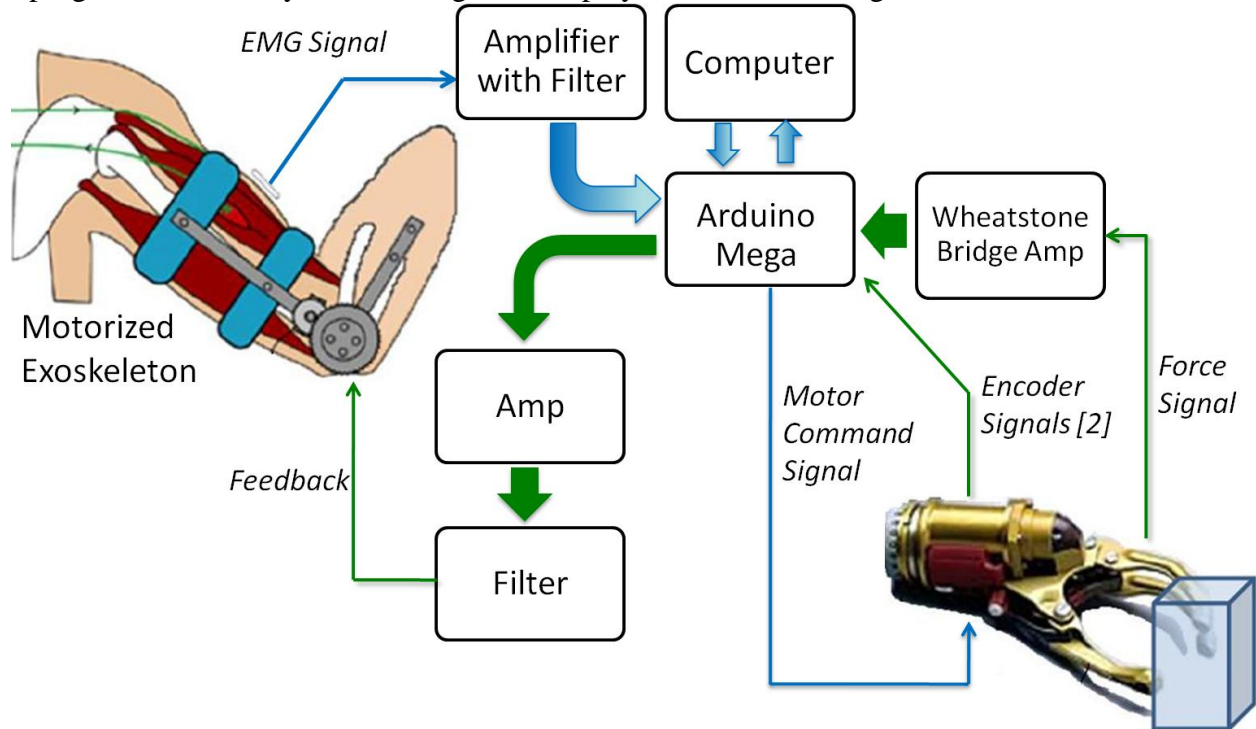 EMG Signal
Amplifier
with Filter
Computer
Arduino
Mega
Wheatstone
Bridge Amp
Motorized
Exoskeleton
Amp
Feedback
Filter
Motor
Command
Signal
Encoder
Signals [2]
Force
Signal